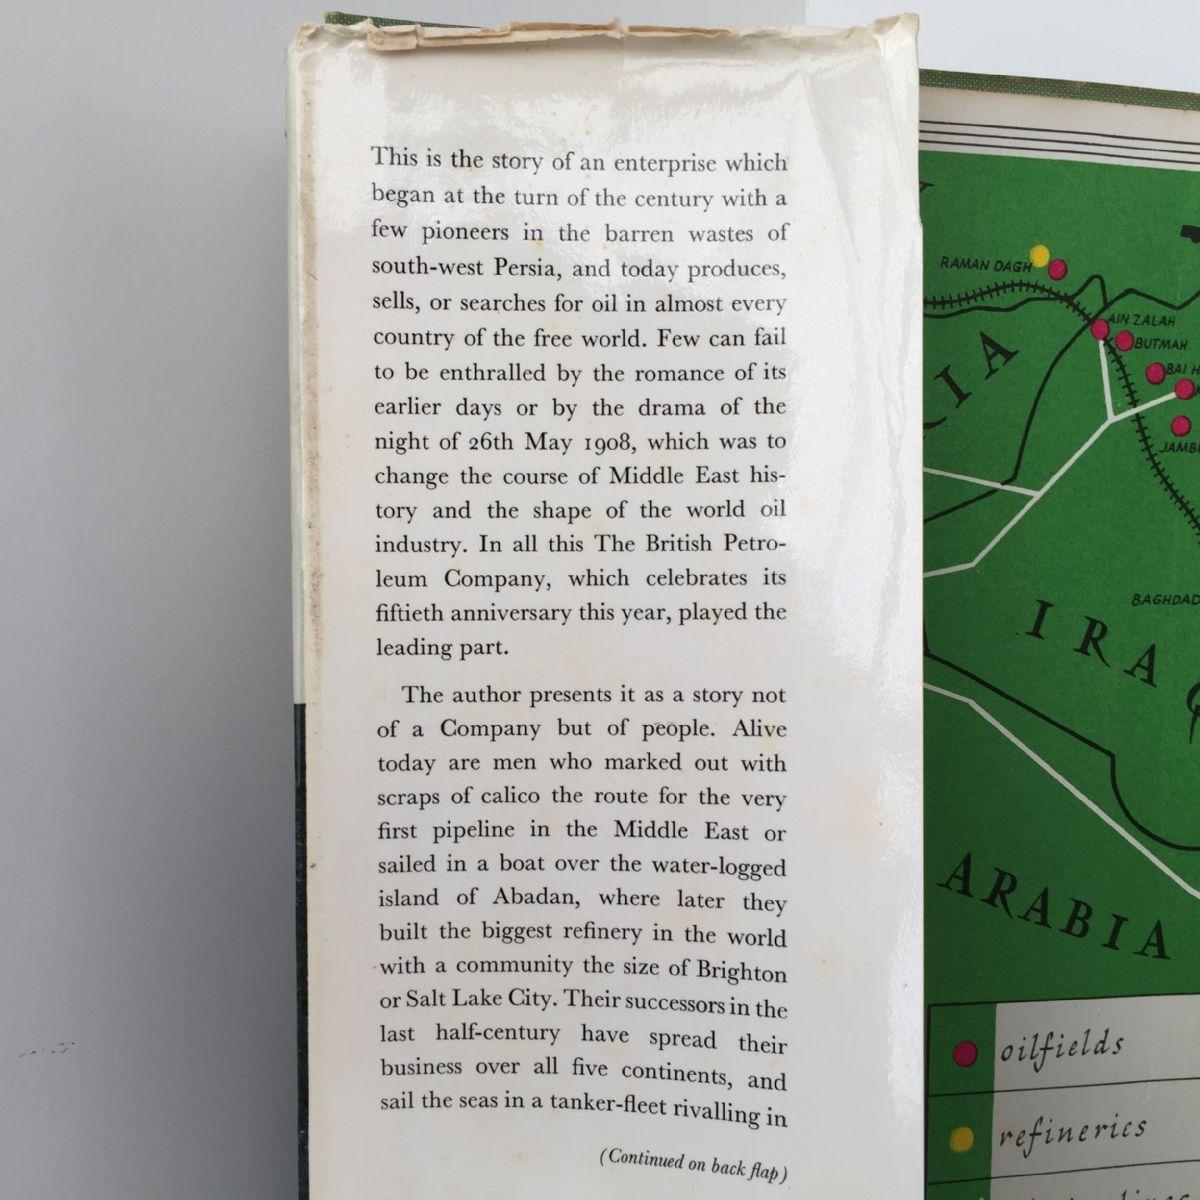 This is the story of an enterprise which
began at the turn of the century with a
few pioneers in the barren wastes of
south-west Persia, and today produces,
sells, or searches for oil in almost every
country of the free world. Few can fail
to be enthralled by the romance of its
earlier days or by the drama of the
night of 26th May 1908, which was to
change the course of Middle East his-
tory and the shape of the world oil
industry. In all this The British Petro-
leum Company, which celebrates its
fiftieth anniversary this year, played the
leading part.
The author presents it as a story not
of a Company but of people. Alive
today are men who marked out with
scraps of calico the route for the very
first pipeline in the Middle East or
sailed in a boat over the water-logged
island of Abadan, where later they
built the biggest refinery in the world
with a community the size of Brighton
or Salt Lake City. Their successors in the
last half-century have spread their
business over all five continents, and
sail the seas in a tanker-fleet rivalling in
(Continued on back flap)
RAMAN DAGH
AIN ZALAH
BUTMAH
BAI H
JAMBU
IA
BAGHDAD
IRAQ
ARABIA
oilfields
refineries